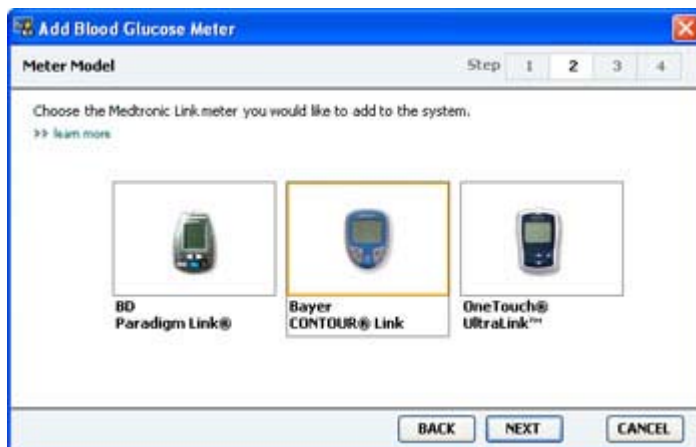 Add Blood Glucose Meter
Meter Model Step 1 2 3 4
Choose the Medtronic Link meter you would like to add to the system.
>> learn more
BD
Paradigm Link®
Bayer
CONTOUR® Link
OneTouch®
UltraLink™
BACK NEXT CANCEL